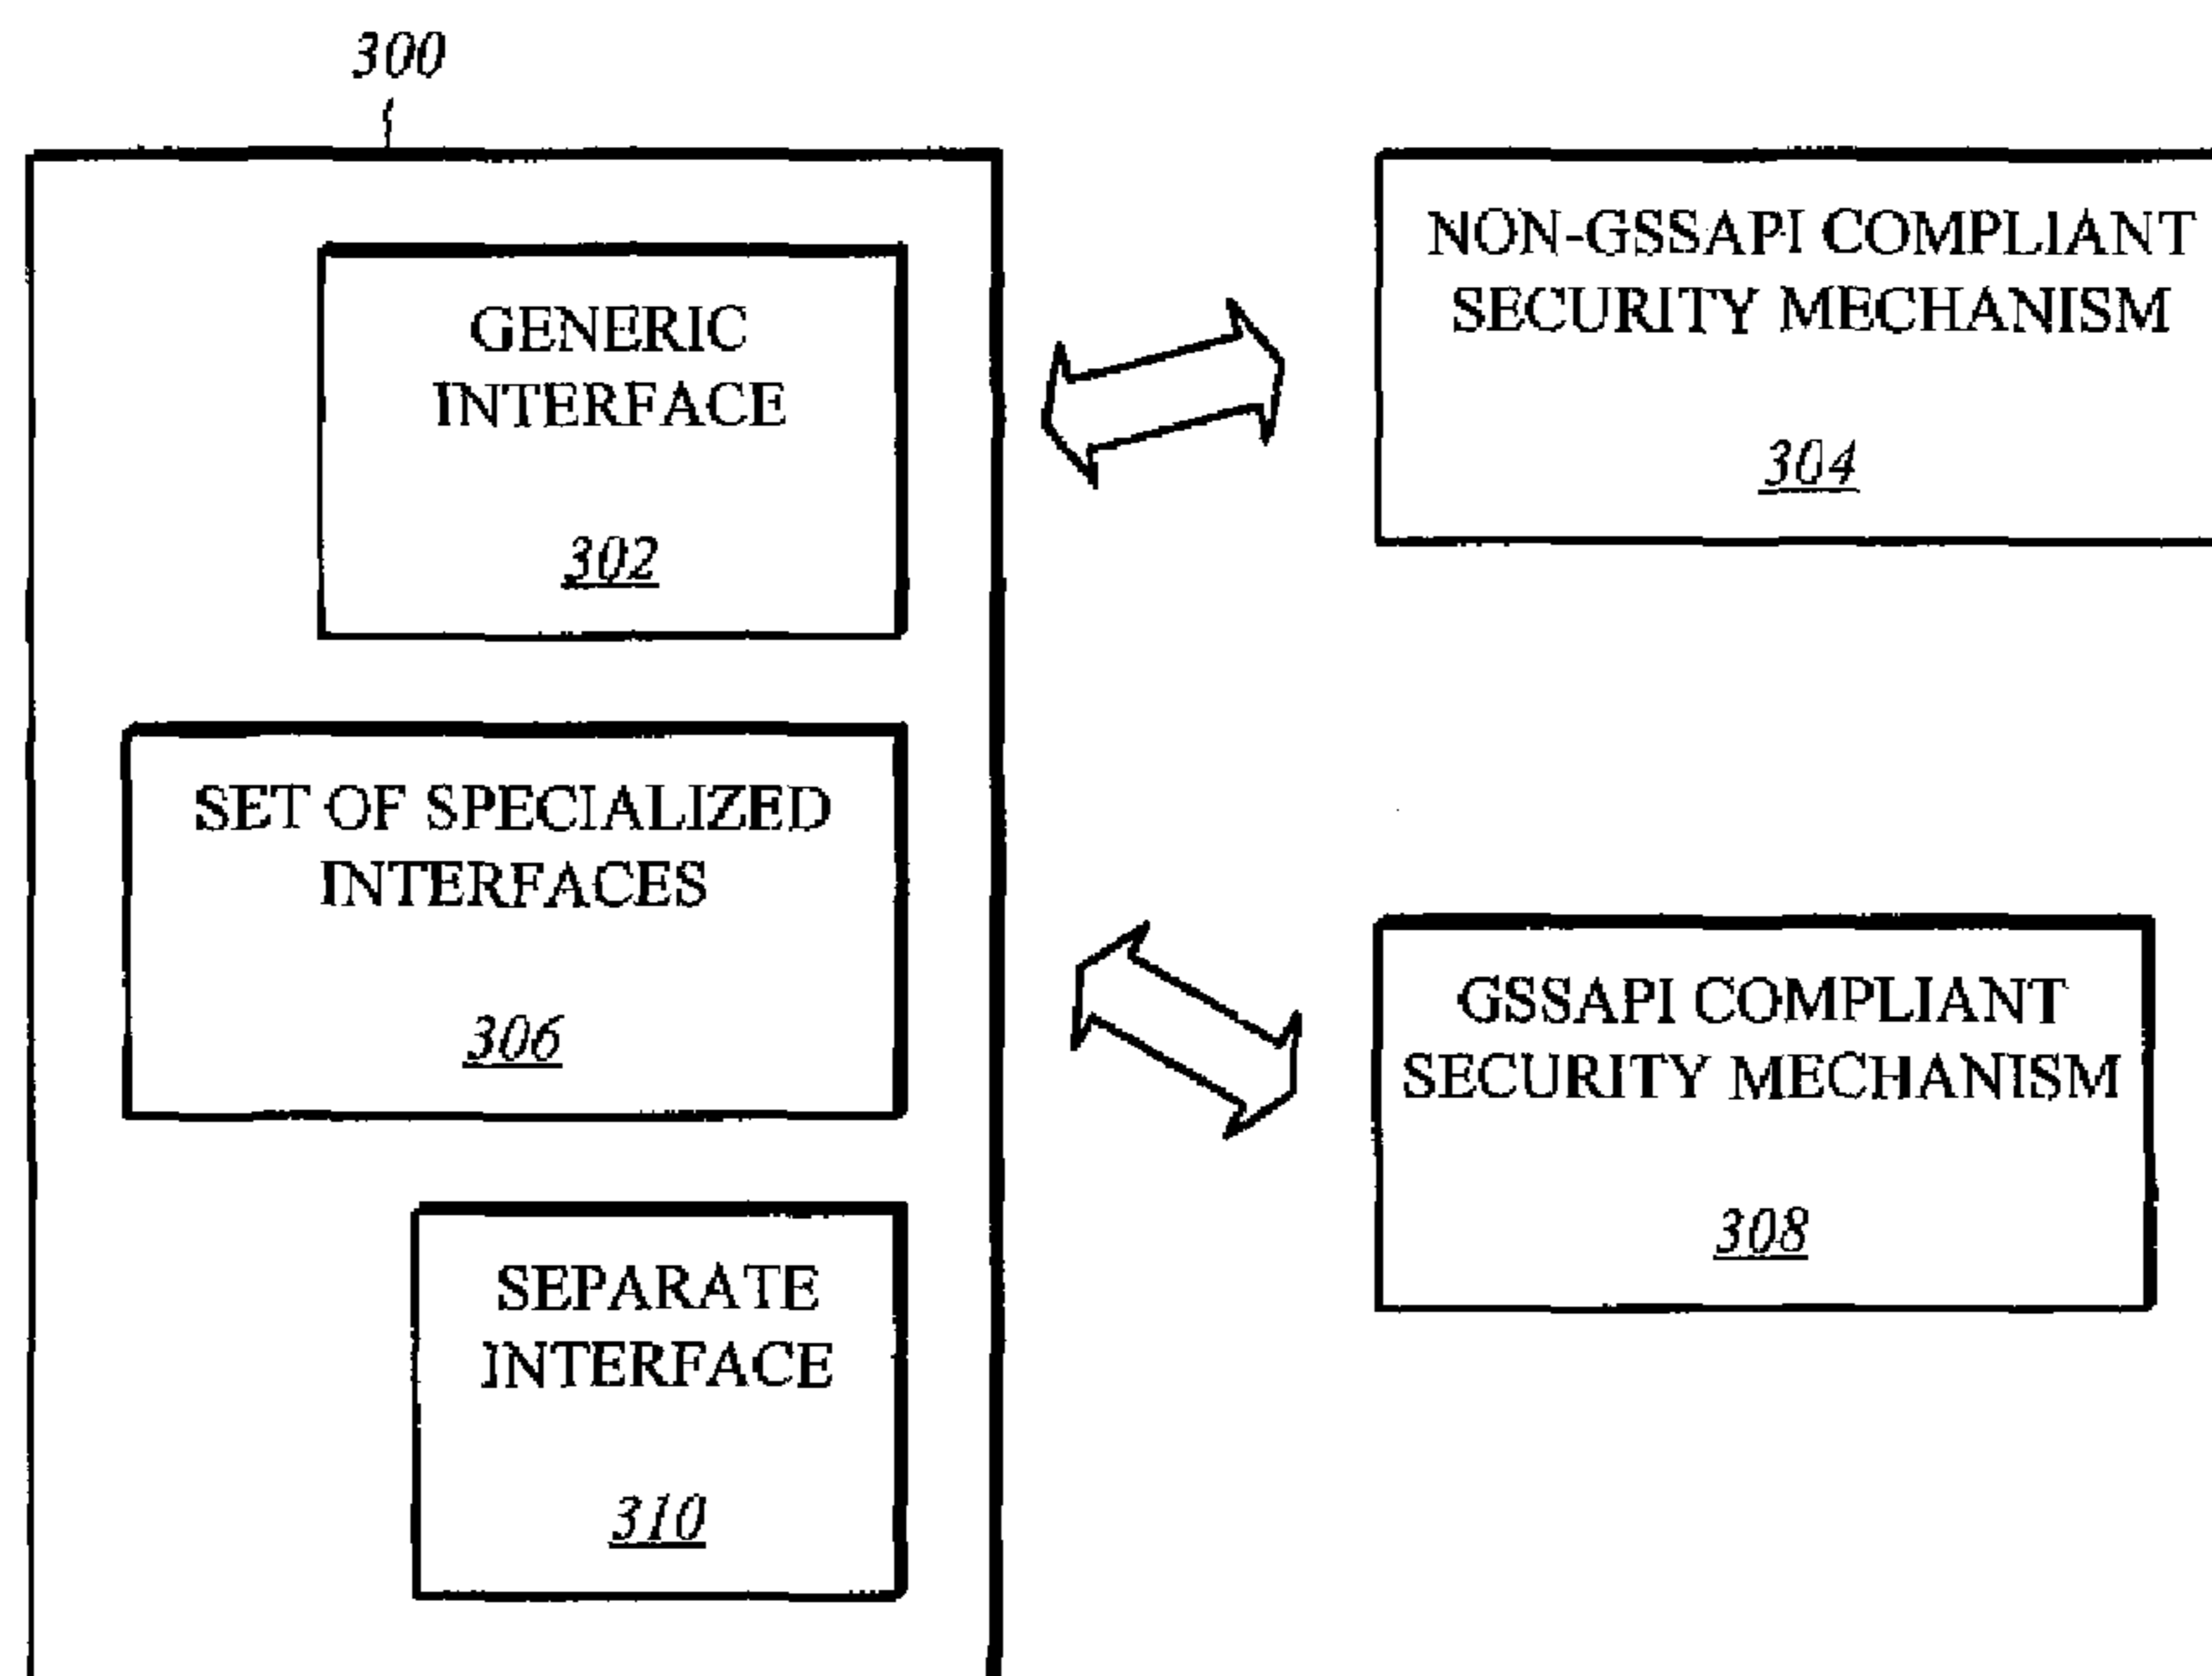 300
GENERIC
INTERFACE
302
NON-GSSAPI COMPLIANT
SECURITY MECHANISM
304
SET OF SPECIALIZED
INTERFACES
306
GSSAPI COMPLIANT
SECURITY MECHANISM
308
SEPARATE
INTERFACE
310